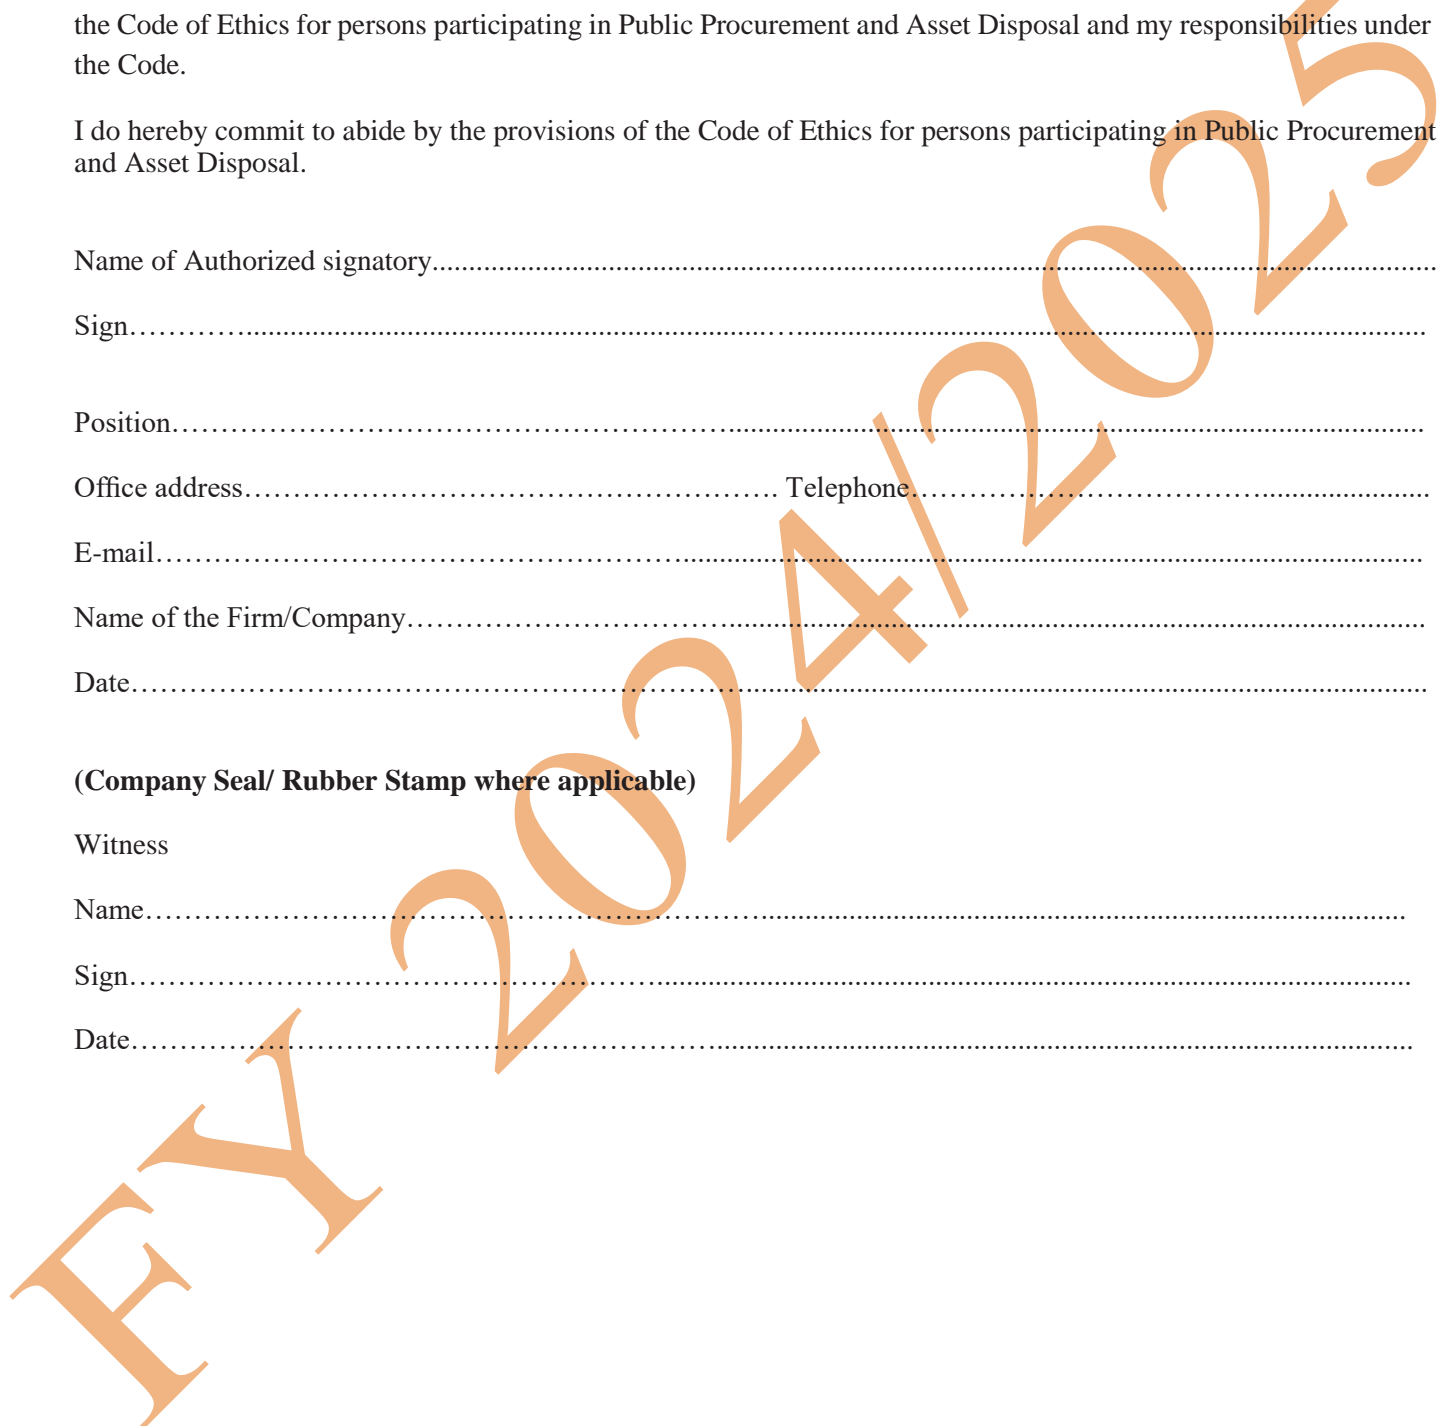 the Code of Ethics for persons participating in Public Procurement and Asset Disposal and my responsibilities under
the Code.
I do hereby commit to abide by the provisions of the Code of Ethics for persons participating in Public Procurement
and Asset Disposal.
Name of Authorized signatory....................................................................................................................................
Sign…………......................................................................…....................................................................................
Position…………………………………………………..............................................................................................
Office address………………………………………………. Telephone………………………………......................
E-mail………………………………………………....................................................................................................
Name of the Firm/Company……………………………..............................................................................................
Date………………………………………………………...........................................................................................
(Company Seal/ Rubber Stamp where applicable)
Witness
Name………………………………………………………........................................................................................
Sign………………………………………………......................................................................................................
Date……………………………………………………...............................................................................................
FY 2024/2025